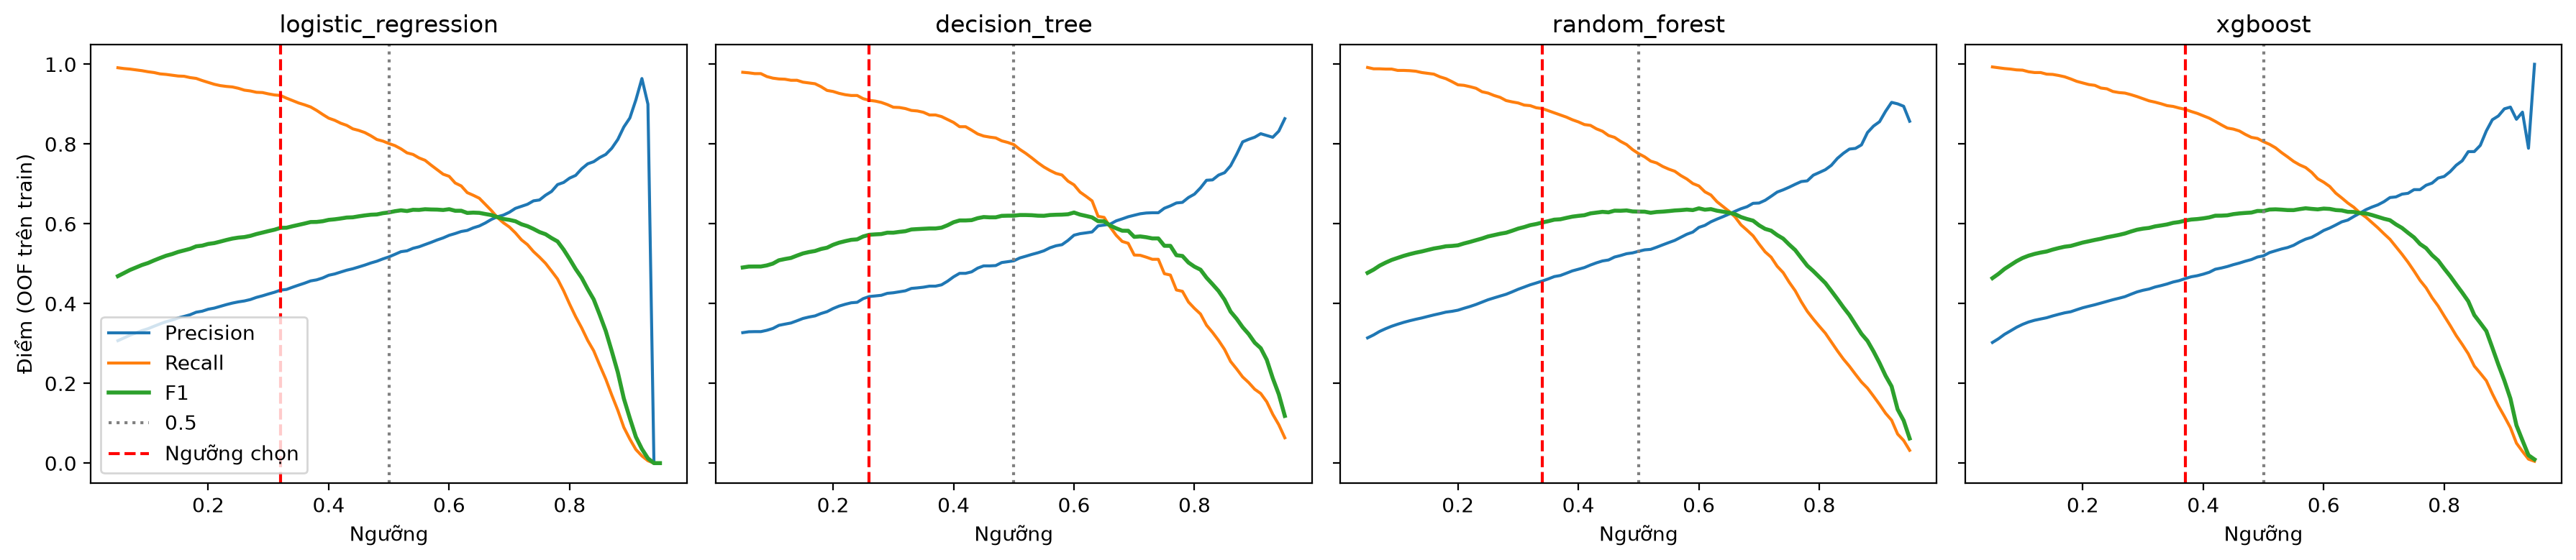 logistic_regression
decision_tree
random_forest
xgboost
Điểm (OOF trên train)
1.0
0.8
0.6
0.4
0.2
0.0
Precision
Recall
F1
0.5
Ngưỡng chọn
0.2 0.4 0.6 0.8
0.2 0.4 0.6 0.8
0.2 0.4 0.6 0.8
0.2 0.4 0.6 0.8
Ngưỡng
Ngưỡng
Ngưỡng
Ngưỡng